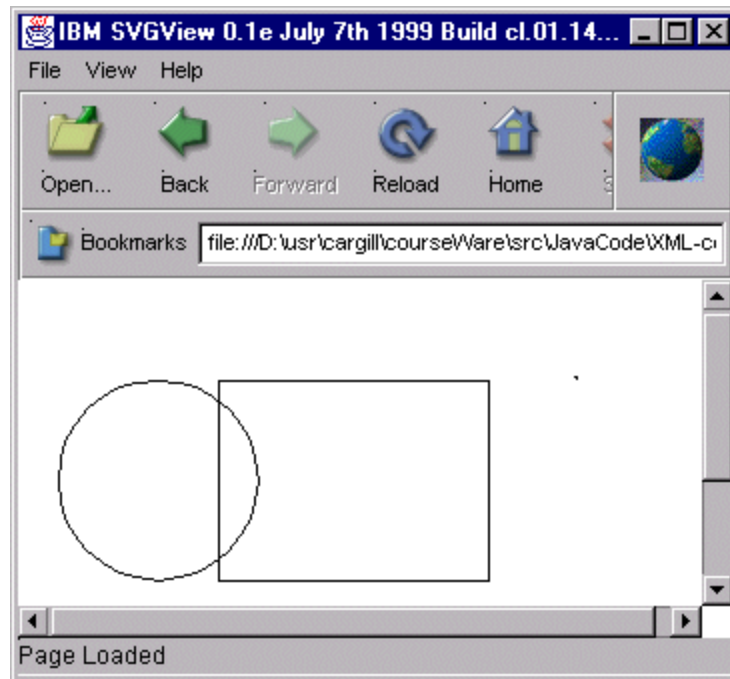 IBM SVGView 0.1e July 7th 1999 Build cl.01.14...
File View Help
Open... Back Forward Reload Home
Bookmarks file:///D:\usr\cargill\courseWare\src\JavaCode\XML-c
Page Loaded